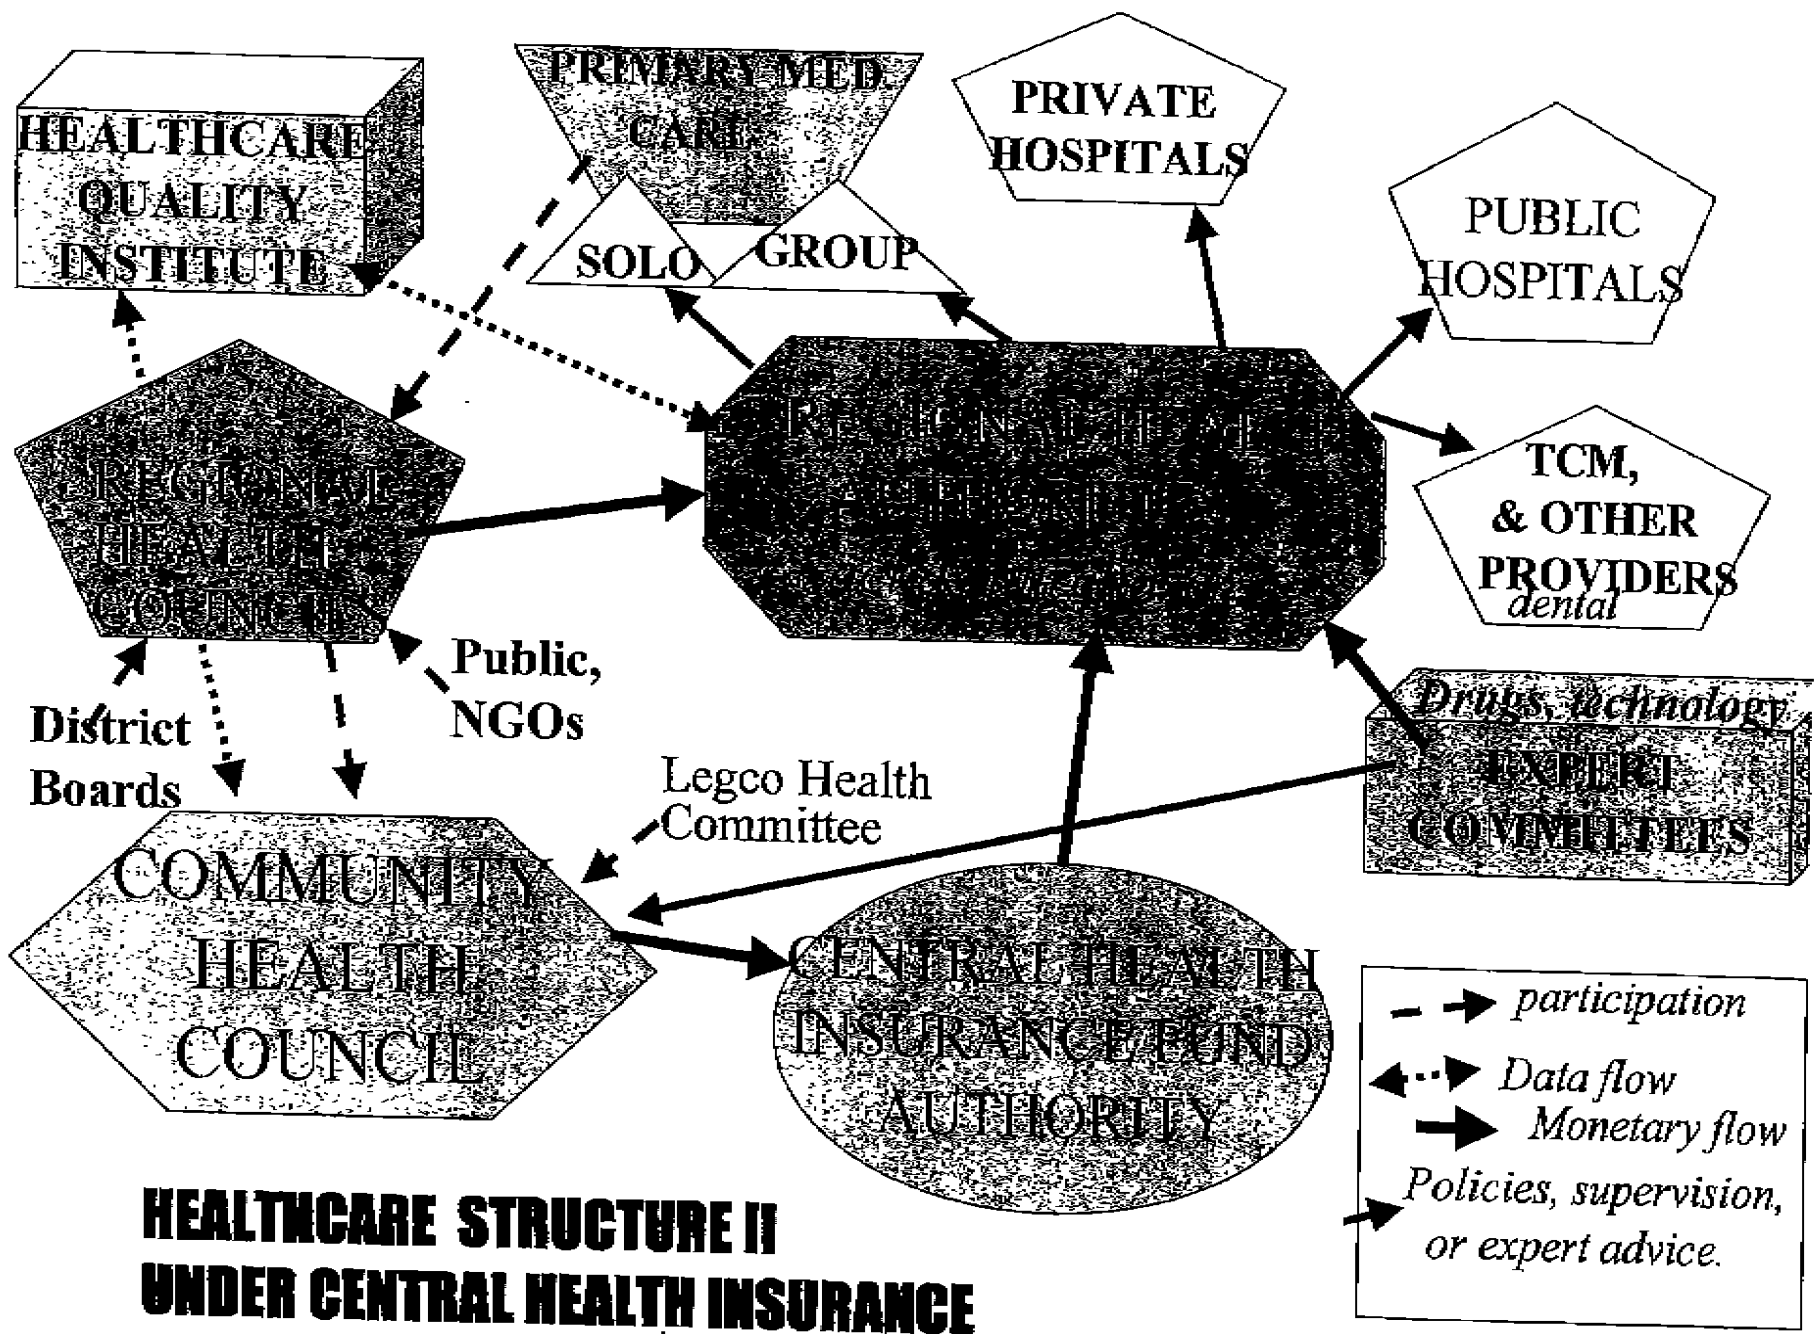 PRIMARY MED.
CARE
PRIVATE
HOSPITALS
HEALTHCARE
QUALITY
INSTITUTE
SOLO
GROUP
PUBLIC
HOSPITALS
REGIONAL
HEALTH
COUNCIL
REGIONAL
TCM,
& OTHER
PROVIDERS
dental
Public,
NGOs
District
Boards
Drugs, technology
EXPERT
COMMITTEES
Legco Health
Committee
COMMUNITY
HEALTH
COUNCIL
CENTRAL HEALTH
INSURANCE FUND
AUTHORITY
participation
Data flow
Monetary flow
Policies, supervision,
or expert advice.
HEALTHCARE STRUCTURE II
UNDER CENTRAL HEALTH INSURANCE